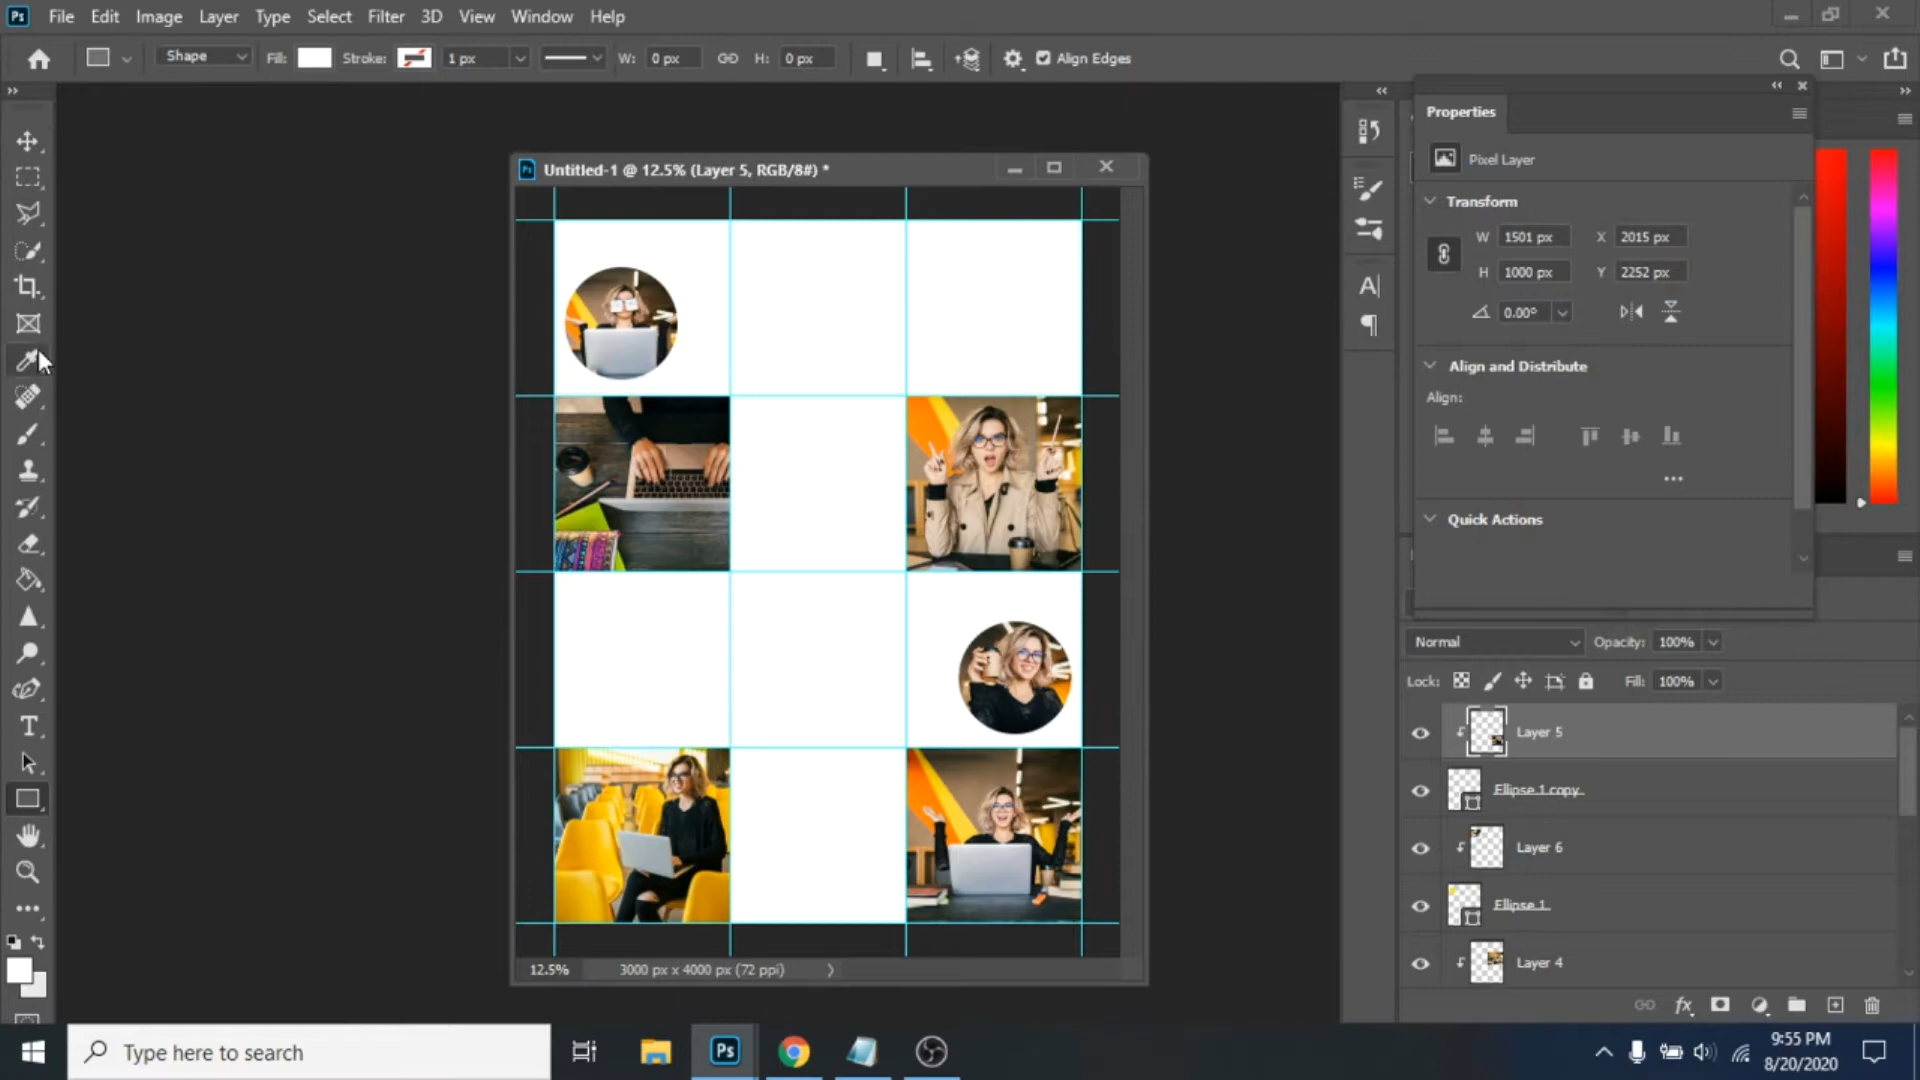 Ps File Edit Image Layer Type Select Filter 3D View Window Help
Shape Fill: Stroke: 1 px W: 0 px H: 0 px Align Edges
Properties
Pixel Layer
Transform
W 1501 px X 2015 px
H 1000 px Y 2252 px
0.00°
Align and Distribute
Align:
Quick Actions
Ps Untitled-1 @ 12.5% (Layer 5, RGB/8#) *
12.5% 3000 px x 4000 px (72 ppi)
Normal Opacity: 100%
Lock: Fill: 100%
Layer 5
Ellipse 1 copy
Layer 6
Ellipse 1
Layer 4
fx
T
A
Type here to search
Ps
9:55 PM
8/20/2020